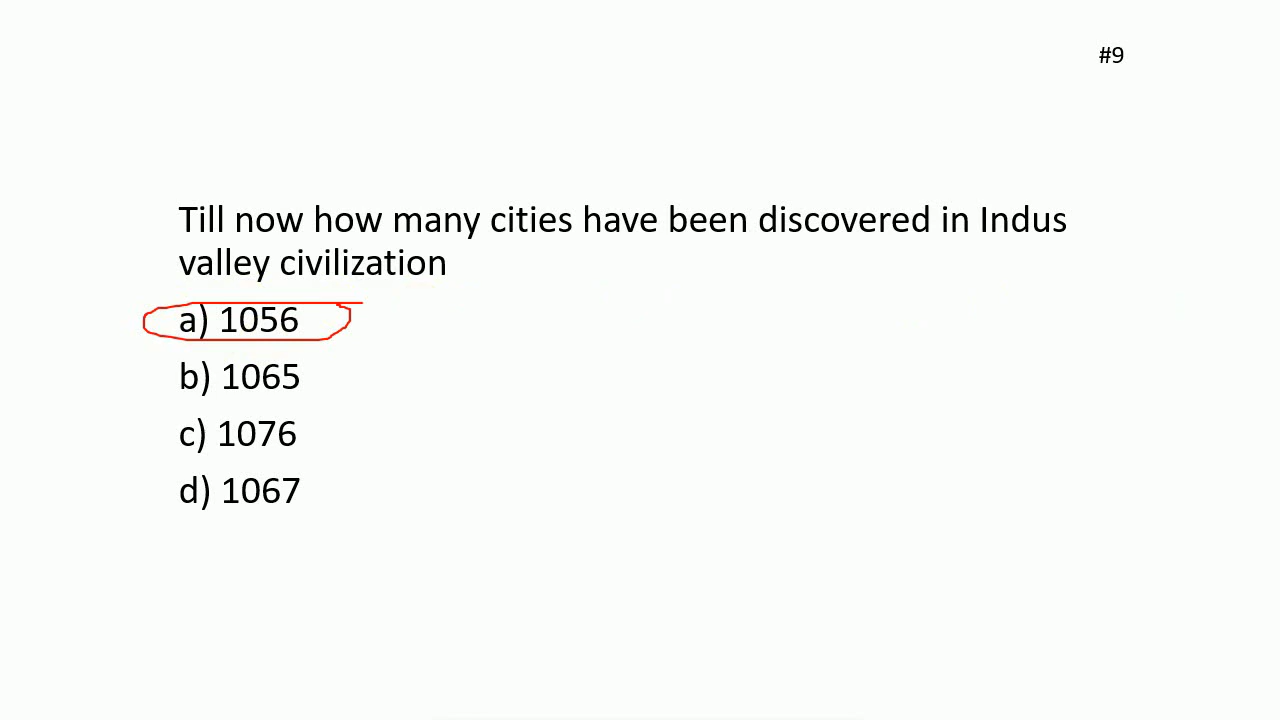 #9
Till now how many cities have been discovered in Indus
valley civilization
a) 1056
b) 1065
c) 1076
d) 1067